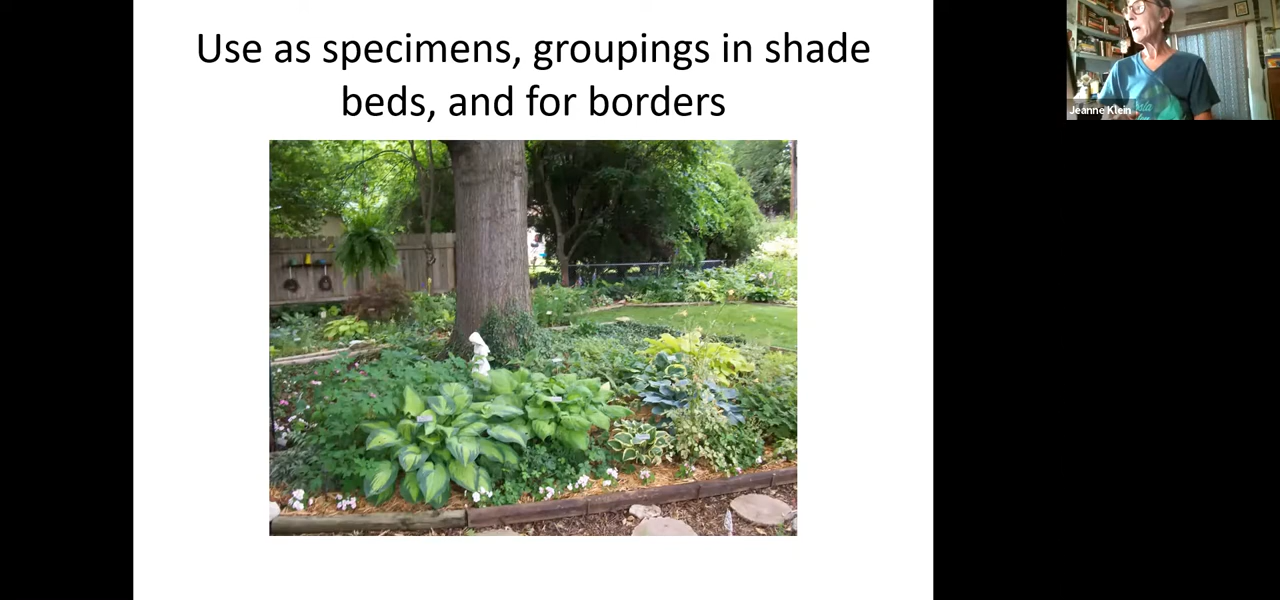 Use as specimens, groupings in shade
beds, and for borders
Jeanne Klein